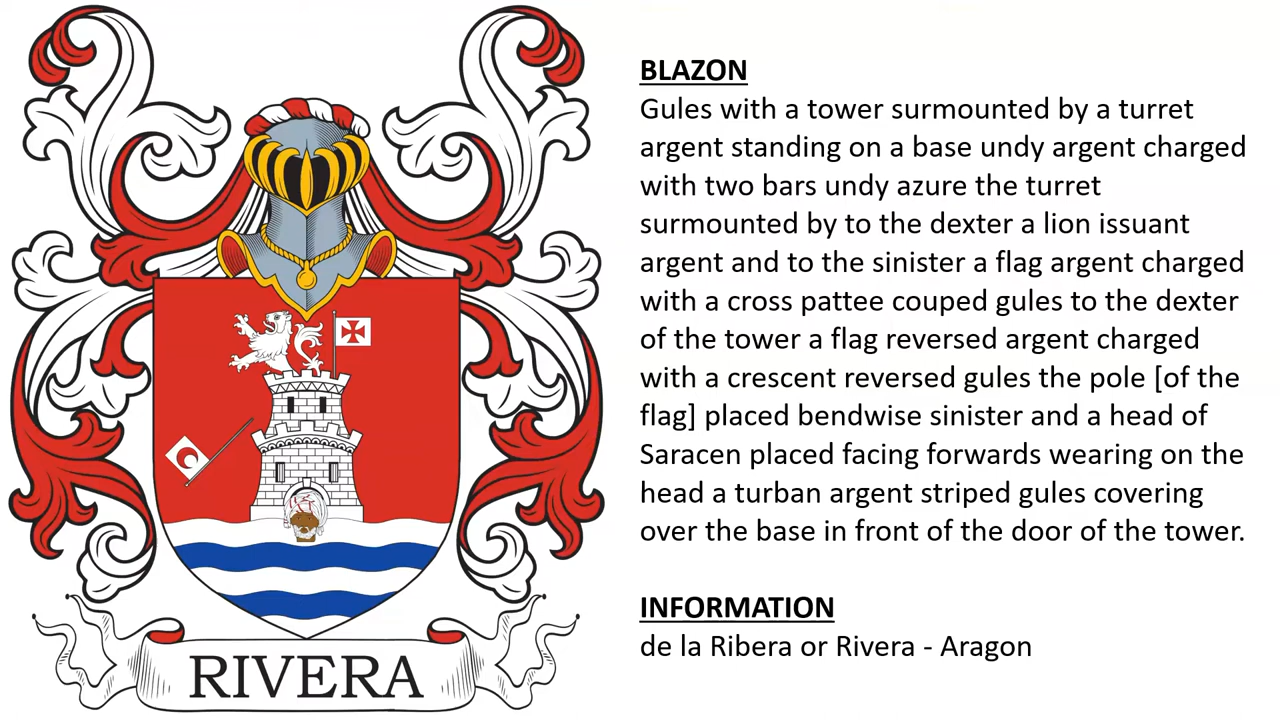 BLAZON
Gules with a tower surmounted by a turret
argent standing on a base undy argent charged
with two bars undy azure the turret
surmounted by to the dexter a lion issuant
argent and to the sinister a flag argent charged
with a cross pattee couped gules to the dexter
of the tower a flag reversed argent charged
with a crescent reversed gules the pole [of the
flag] placed bendwise sinister and a head of
Saracen placed facing forwards wearing on the
head a turban argent striped gules covering
over the base in front of the door of the tower.
INFORMATION
de la Ribera or Rivera - Aragon
RIVERA